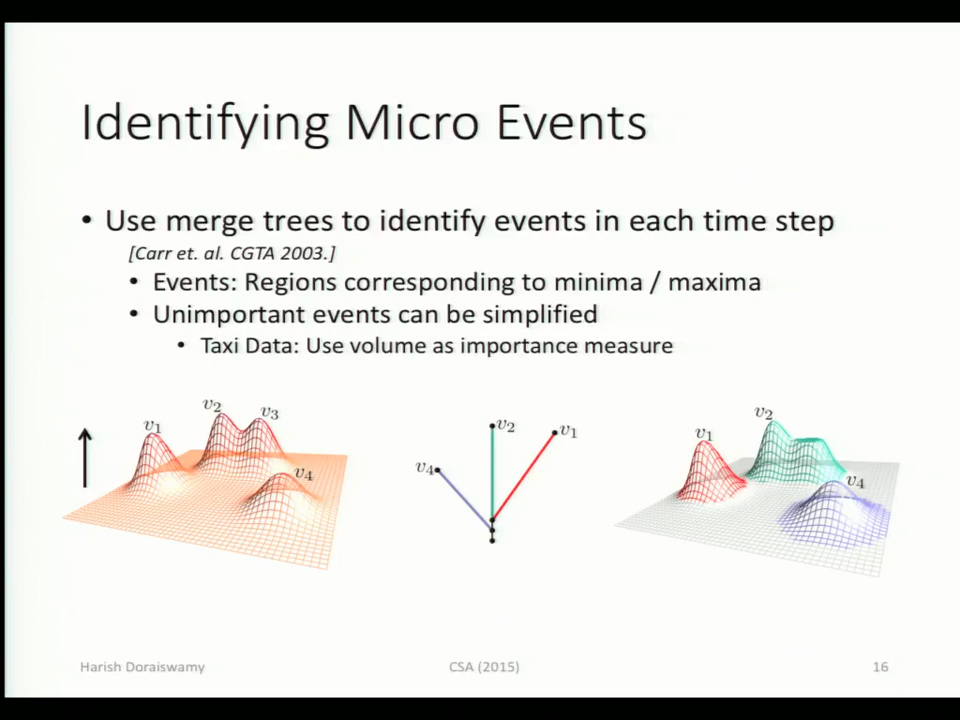 Identifying Micro Events
• Use merge trees to identify events in each time step
[Carr et. al. CGTA 2003.]
• Events: Regions corresponding to minima / maxima
• Unimportant events can be simplified
• Taxi Data: Use volume as importance measure
v1 v2 v3 v4
v4 v2 v1
v1 v2 v4
Harish Doraiswamy CSA (2015) 16